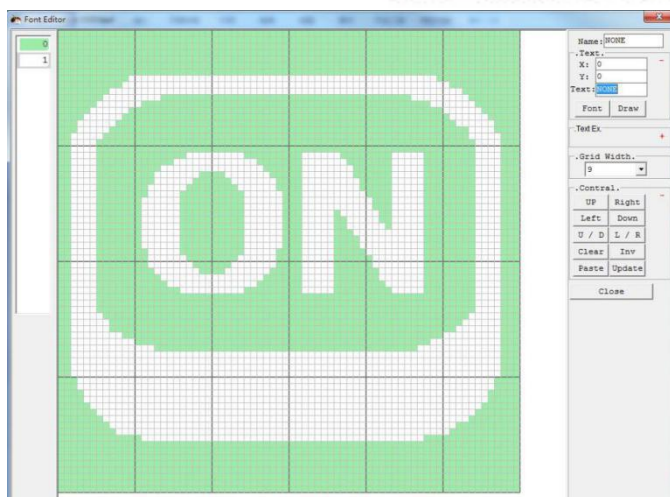 Font Editor
0
1
ON
Name: NONE
.Text.
X: 0
Y: 0
Text: NONE
Font Draw
.Text Ex.
.Grid Width.
9
.Contral.
UP Right
Left Down
U / D L / R
Clear Inv
Paste Update
Close